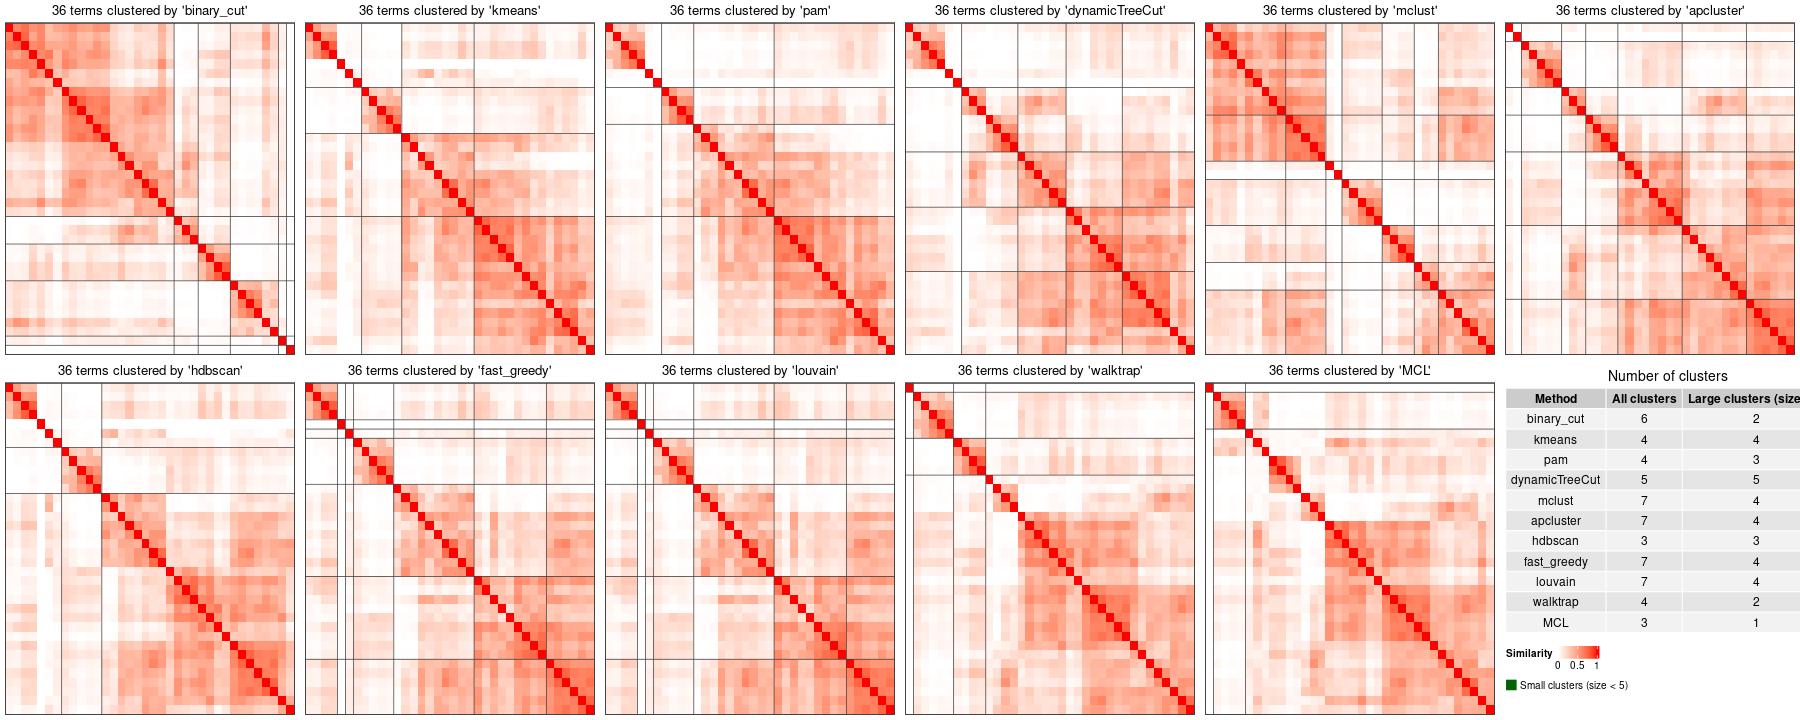 36 terms clustered by 'binary_cut'
36 terms clustered by 'kmeans'
36 terms clustered by 'pam'
36 terms clustered by 'dynamicTreeCut'
36 terms clustered by 'mclust'
36 terms clustered by 'apcluster'
36 terms clustered by 'hdbscan'
36 terms clustered by 'fast_greedy'
36 terms clustered by 'louvain'
36 terms clustered by 'walktrap'
36 terms clustered by 'MCL'
Number of clusters
Method All clusters Large clusters (size
binary_cut 6 2
kmeans 4 4
pam 4 3
dynamicTreeCut 5 5
mclust 7 4
apcluster 7 4
hdbscan 3 3
fast_greedy 7 4
louvain 7 4
walktrap 4 2
MCL 3 1
Similarity
0 0.5 1
Small clusters (size < 5)